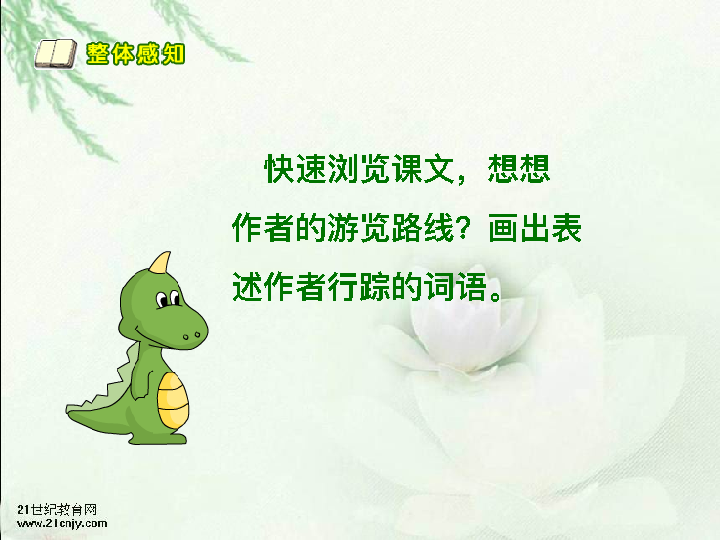 整体感知
快速浏览课文，想想
作者的游览路线？画出表
述作者行踪的词语。
21世纪教育网
www.21cnjy.com